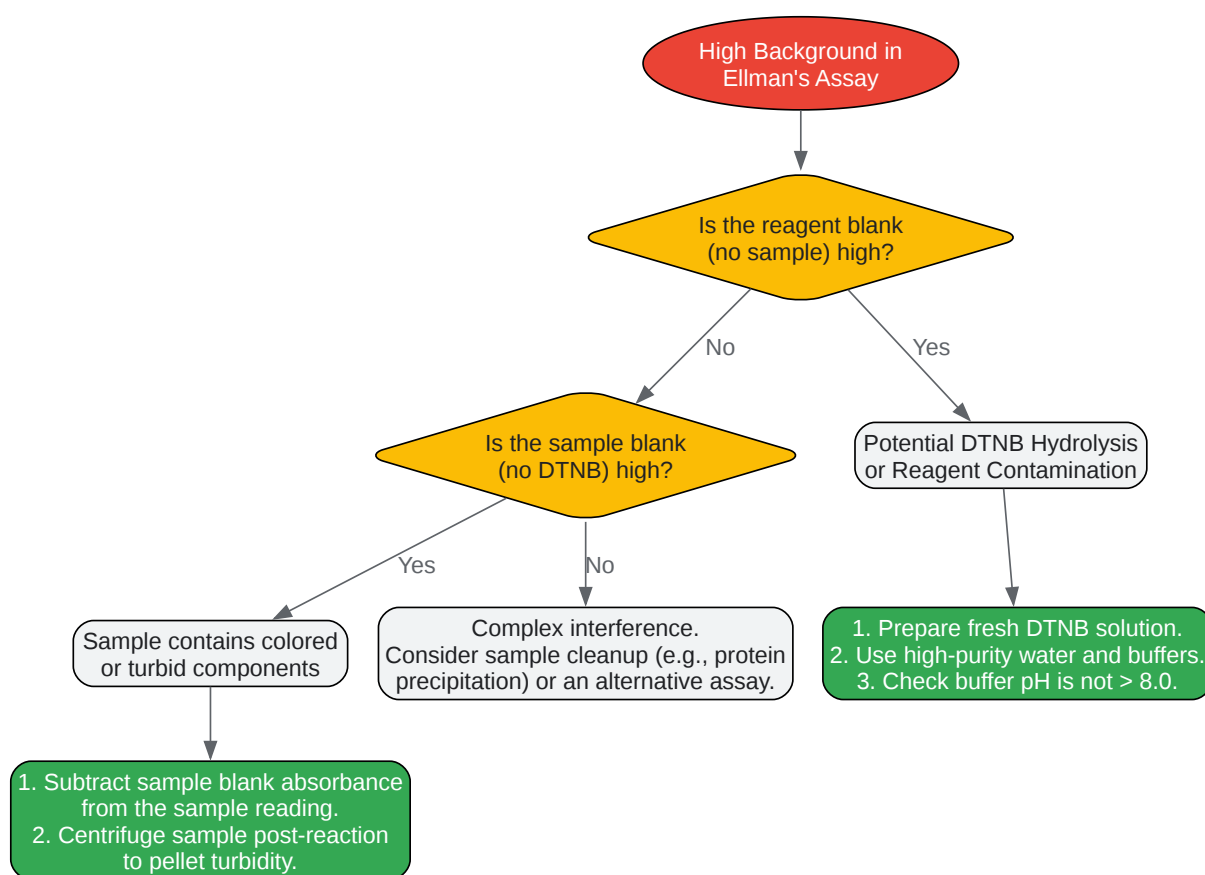 High Background in
Ellman's Assay
Is the reagent blank
(no sample) high?
No
Yes
Is the sample blank
(no DTNB) high?
Potential DTNB Hydrolysis
or Reagent Contamination
Yes
No
Sample contains colored
or turbid components
Complex interference.
Consider sample cleanup (e.g., protein
precipitation) or an alternative assay.
1. Prepare fresh DTNB solution.
2. Use high-purity water and buffers.
3. Check buffer pH is not > 8.0.
1. Subtract sample blank absorbance
from the sample reading.
2. Centrifuge sample post-reaction
to pellet turbidity.